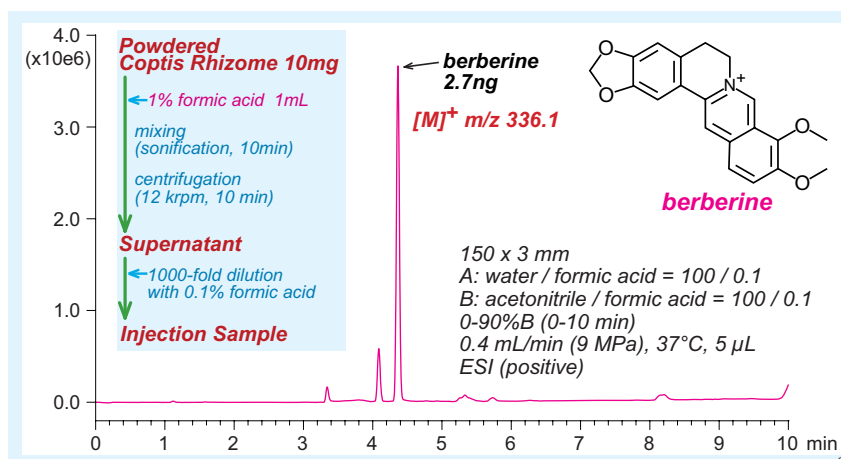 4.0
(x10e6)
3.0
4.0
2.0
1.0
0.0
0 1 2 3 4 5 6 7 8 9 10 min
Powdered
Coptis Rhizome 10mg
1% formic acid 1mL
mixing
(sonification, 10min)
centrifugation
(12 krpm, 10 min)
Supernatant
1000-fold dilution
with 0.1% formic acid
Injection Sample
berberine
2.7ng
[M]+ m/z 336.1
O
O
N+
O
O
berberine
150 x 3 mm
A: water / formic acid = 100 / 0.1
B: acetonitrile / formic acid = 100 / 0.1
0-90%B (0-10 min)
0.4 mL/min (9 MPa), 37°C, 5 µL
ESI (positive)